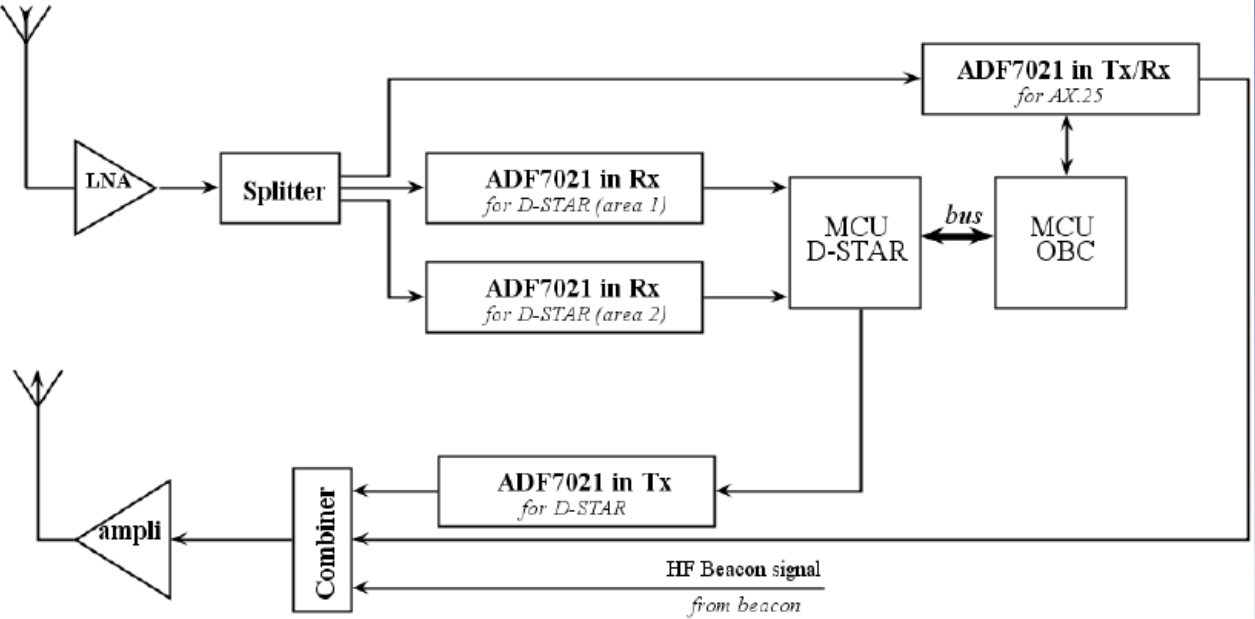 ADF7021 in Tx/Rx
for AX.25
LNA
Splitter
ADF7021 in Rx
for D-STAR (area 1)
MCU
D-STAR
bus
MCU
OBC
ADF7021 in Rx
for D-STAR (area 2)
ADF7021 in Tx
for D-STAR
Combiner
ampli
HF Beacon signal
from beacon